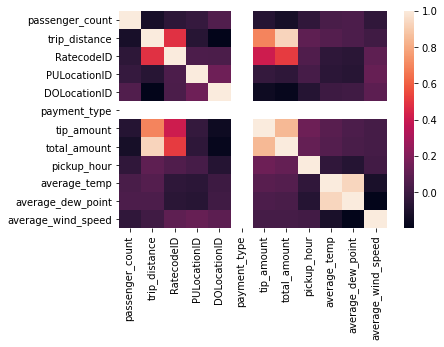 passenger_count
trip_distance
RatecodeID
PULocationID
DOLocationID
payment_type
tip_amount
total_amount
pickup_hour
average_temp
average_dew_point
average_wind_speed
passenger_count
trip_distance
RatecodeID
PULocationID
DOLocationID
payment_type
tip_amount
total_amount
pickup_hour
average_temp
average_dew_point
average_wind_speed
1.0
0.8
0.6
0.4
0.2
0.0